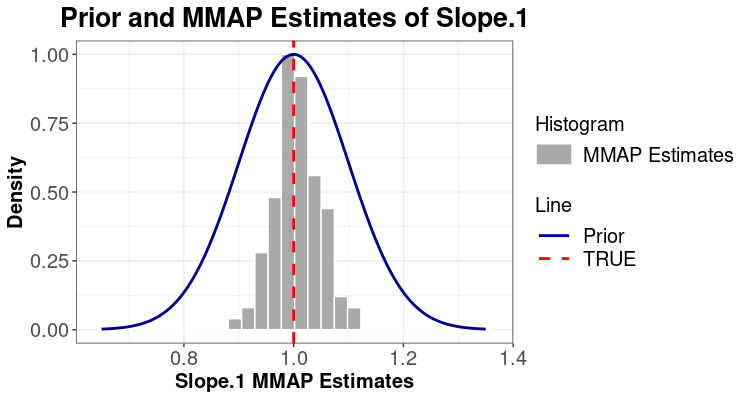 Prior and MMAP Estimates of Slope.1
1.00
0.75
0.50
0.25
0.00
Density
0.8 1.0 1.2 1.4
Slope.1 MMAP Estimates
Histogram
MMAP Estimates
Line
Prior
TRUE